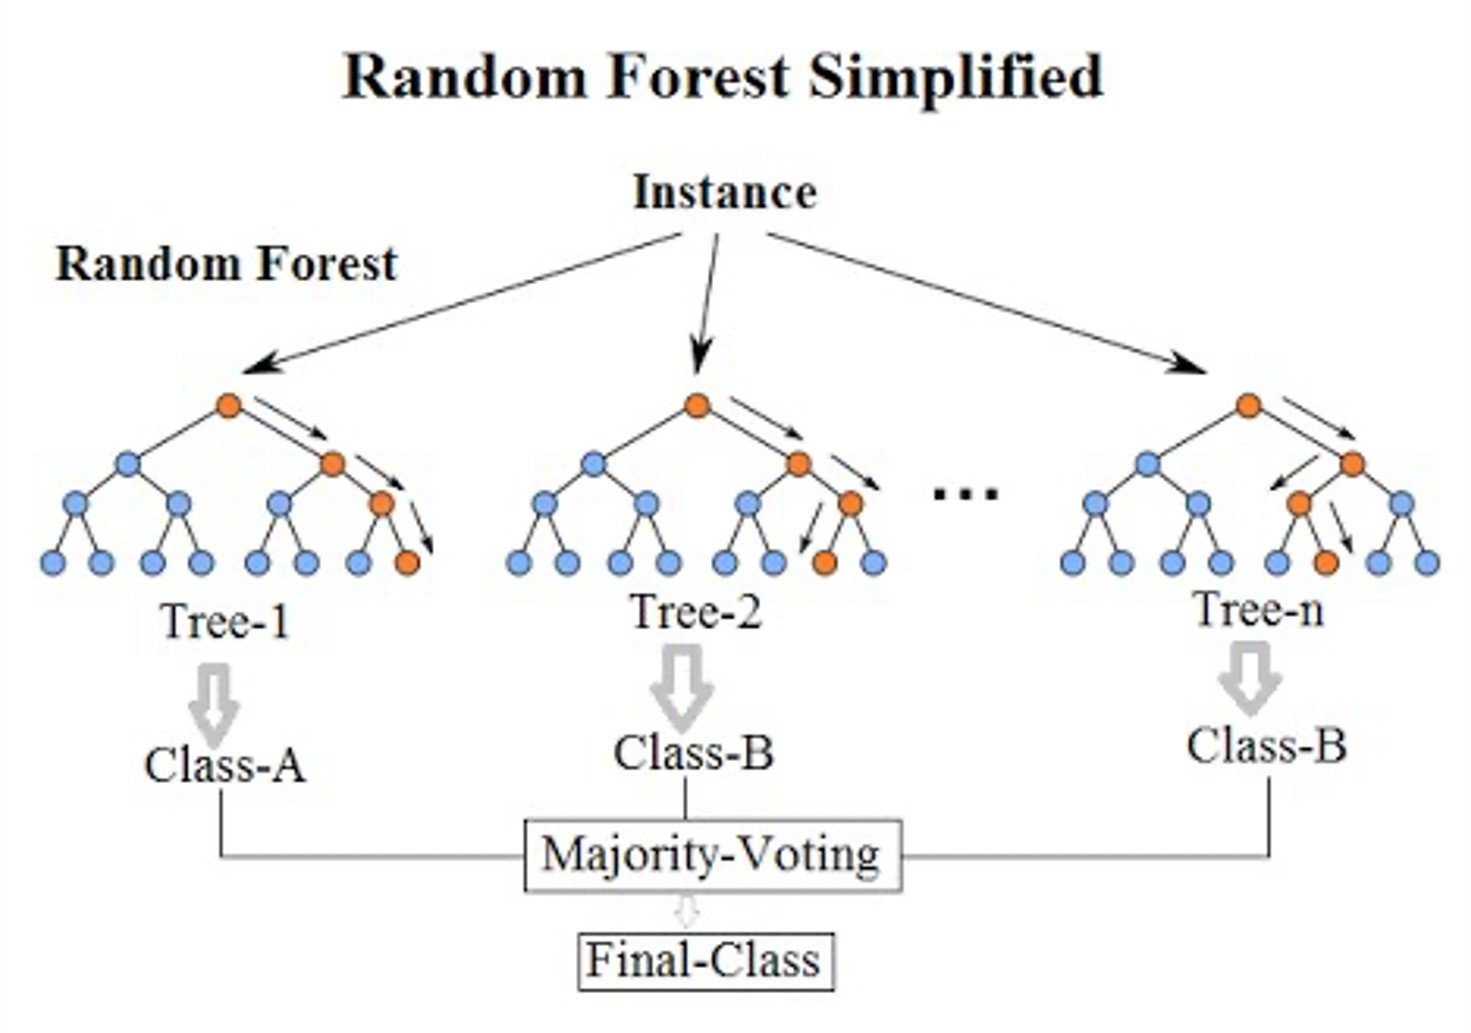 Random Forest Simplified
Instance
Random Forest
...
Tree-1
Tree-2
Tree-n
Class-A
Class-B
Class-B
Majority-Voting
Final-Class